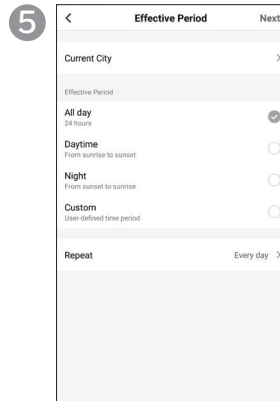 5
Effective Period Next
Current City
Effective Period
All day
24 hours
Daytime
From sunrise to sunset
Night
From sunset to sunrise
Custom
User-defined time period
Repeat Every day